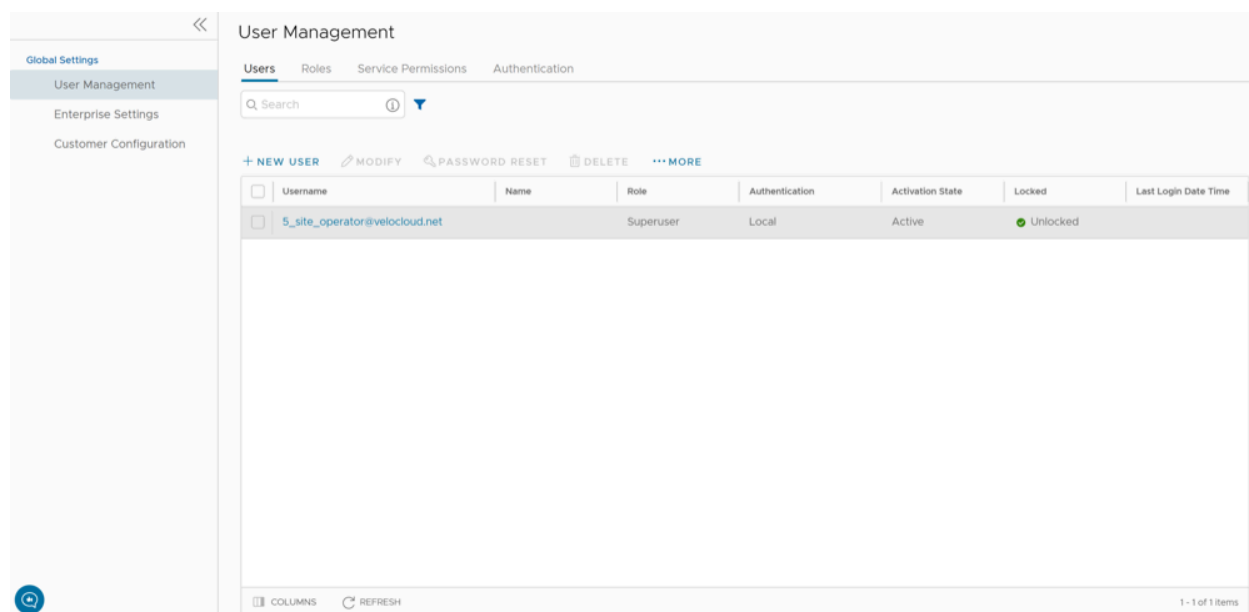 User Management
Global Settings
User Management
Enterprise Settings
Customer Configuration
Users Roles Service Permissions Authentication
Search
+ NEW USER MODIFY PASSWORD RESET DELETE ••• MORE
Username Name Role Authentication Activation State Locked Last Login Date Time
5_site_operator@velocloud.net Superuser Local Active Unlocked
COLUMNS REFRESH 1 - 1 of 1 items